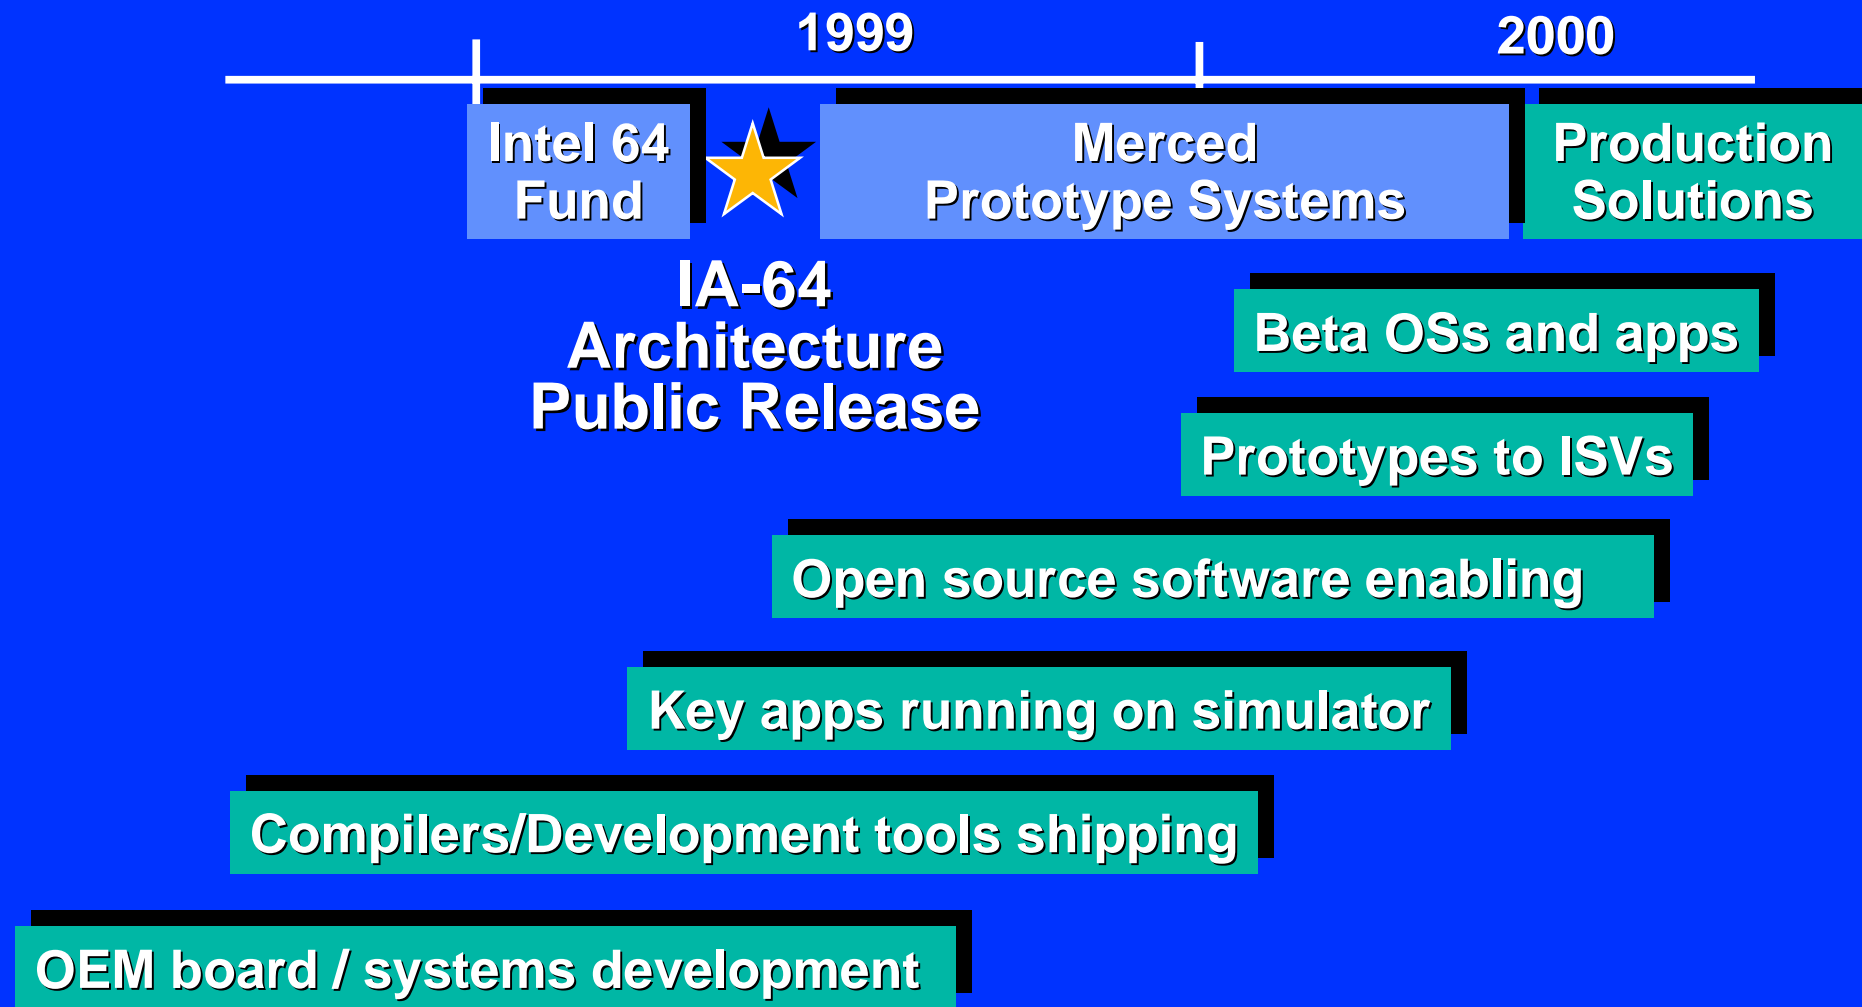 1999
2000
Intel 64
Fund
Merced
Prototype Systems
Production
Solutions
IA-64
Architecture
Public Release
Beta OSs and apps
Prototypes to ISVs
Open source software enabling
Key apps running on simulator
Compilers/Development tools shipping
OEM board / systems development